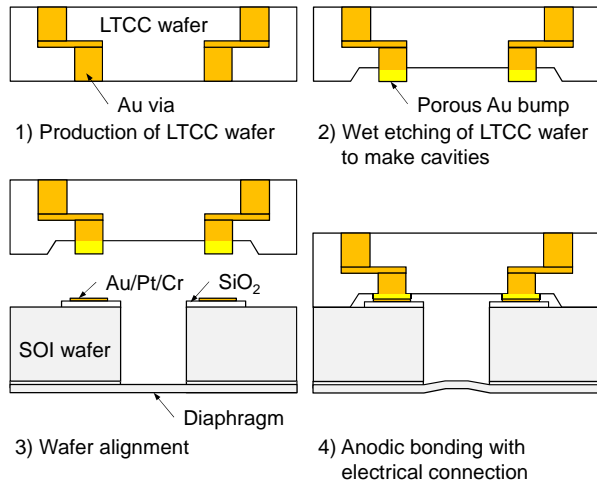 LTCC wafer
Au via
1) Production of LTCC wafer
Porous Au bump
2) Wet etching of LTCC wafer
to make cavities
Au/Pt/Cr
SiO₂
SOI wafer
Diaphragm
3) Wafer alignment
4) Anodic bonding with
electrical connection